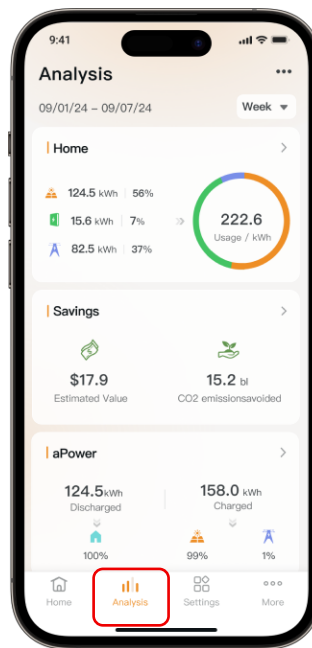 9:41
Analysis
09/01/24 – 09/07/24 Week
Home
124.5 kWh 56%
15.6 kWh 7%
82.5 kWh 37%
222.6
Usage / kWh
Savings
$17.9
Estimated Value
15.2 bl
CO2 emissionsavoided
aPower
124.5kWh
Discharged
158.0 kWh
Charged
100%
99%
1%
Home Analysis Settings More